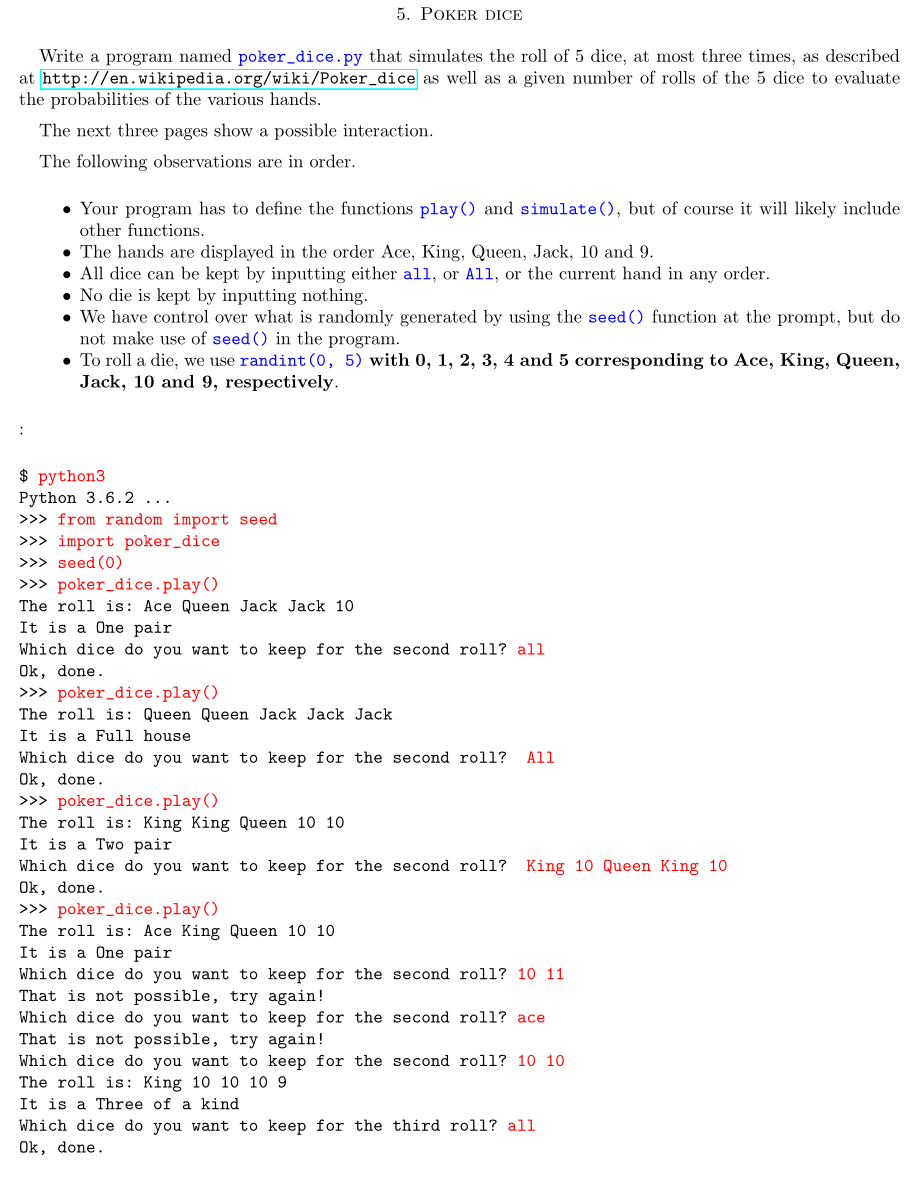 5. Poker dice
Write a program named poker_dice.py that simulates the roll of 5 dice, at most three times, as described
at http://en.wikipedia.org/wiki/Poker_dice as well as a given number of rolls of the 5 dice to evaluate
the probabilities of the various hands.
The next three pages show a possible interaction.
The following observations are in order.
• Your program has to define the functions play() and simulate(), but of course it will likely include
other functions.
• The hands are displayed in the order Ace, King, Queen, Jack, 10 and 9.
• All dice can be kept by inputting either all, or All, or the current hand in any order.
• No die is kept by inputting nothing.
• We have control over what is randomly generated by using the seed() function at the prompt, but do
not make use of seed() in the program.
• To roll a die, we use randint(0, 5) with 0, 1, 2, 3, 4 and 5 corresponding to Ace, King, Queen,
Jack, 10 and 9, respectively.
:
$ python3
Python 3.6.2 ...
>>> from random import seed
>>> import poker_dice
>>> seed(0)
>>> poker_dice.play()
The roll is: Ace Queen Jack Jack 10
It is a One pair
Which dice do you want to keep for the second roll? all
Ok, done.
>>> poker_dice.play()
The roll is: Queen Queen Jack Jack Jack
It is a Full house
Which dice do you want to keep for the second roll?  All
Ok, done.
>>> poker_dice.play()
The roll is: King King Queen 10 10
It is a Two pair
Which dice do you want to keep for the second roll?  King 10 Queen King 10
Ok, done.
>>> poker_dice.play()
The roll is: Ace King Queen 10 10
It is a One pair
Which dice do you want to keep for the second roll? 10 11
That is not possible, try again!
Which dice do you want to keep for the second roll? ace
That is not possible, try again!
Which dice do you want to keep for the second roll? 10 10
The roll is: King 10 10 10 9
It is a Three of a kind
Which dice do you want to keep for the third roll? all
Ok, done.